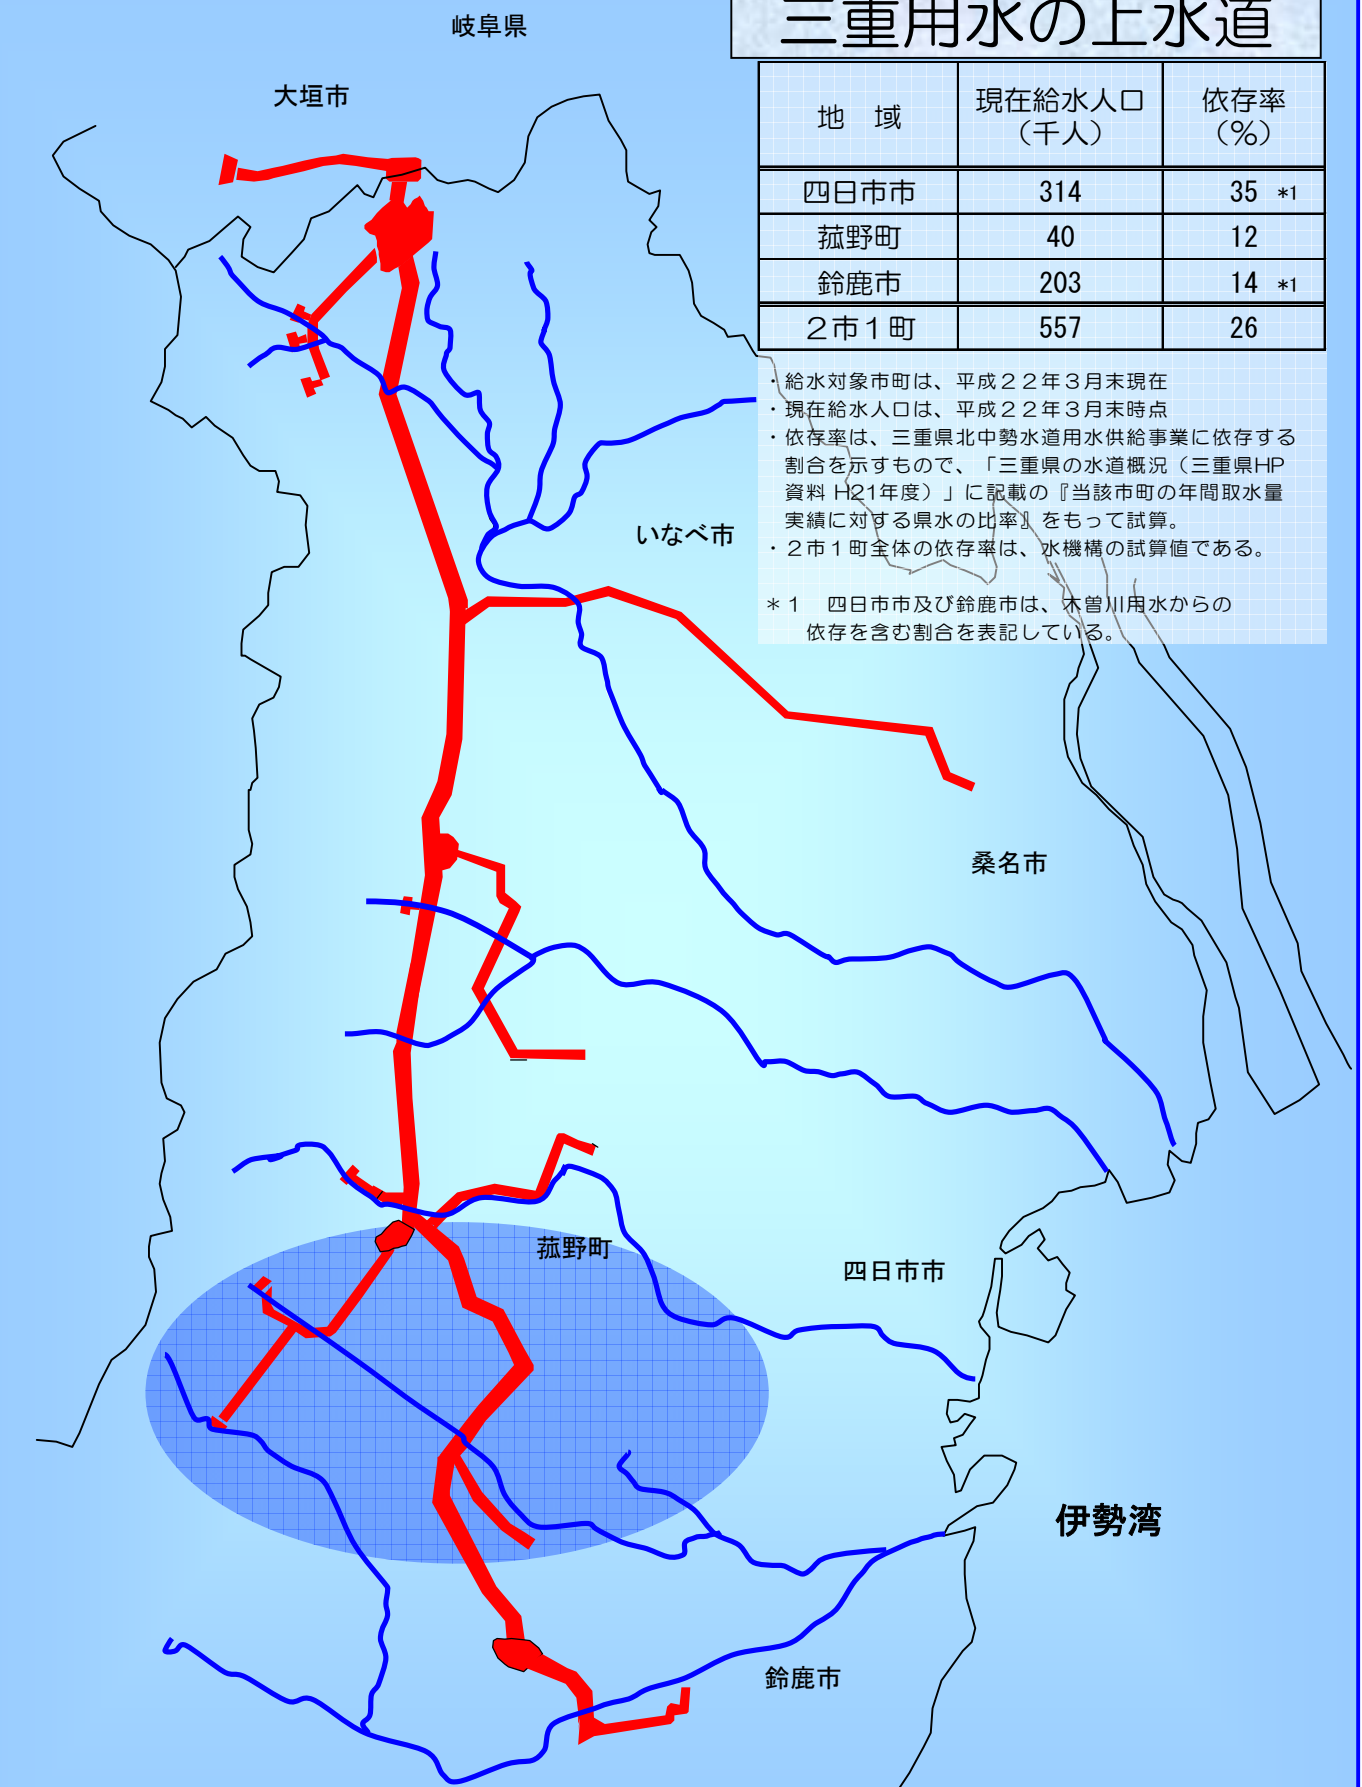 三重用水の上水道
岐阜県
大垣市
地　域　現在給水人口（千人）　依存率（％）
四日市市　314　35 *1
菰野町　40　12
鈴鹿市　203　14 *1
２市１町　557　26
・給水対象市町は、平成２２年３月末現在
・現在給水人口は、平成２２年３月末時点
・依存率は、三重県北中勢水道用水供給事業に依存する
割合を示すもので、「三重県の水道概況（三重県HP
資料 H21年度）」に記載の『当該市町の年間取水量
実績に対する県水の比率』をもって試算。
・２市１町全体の依存率は、水機構の試算値である。
＊１　四日市市及び鈴鹿市は、木曽川用水からの
依存を含む割合を表記している。
いなべ市
桑名市
菰野町
四日市市
伊勢湾
鈴鹿市